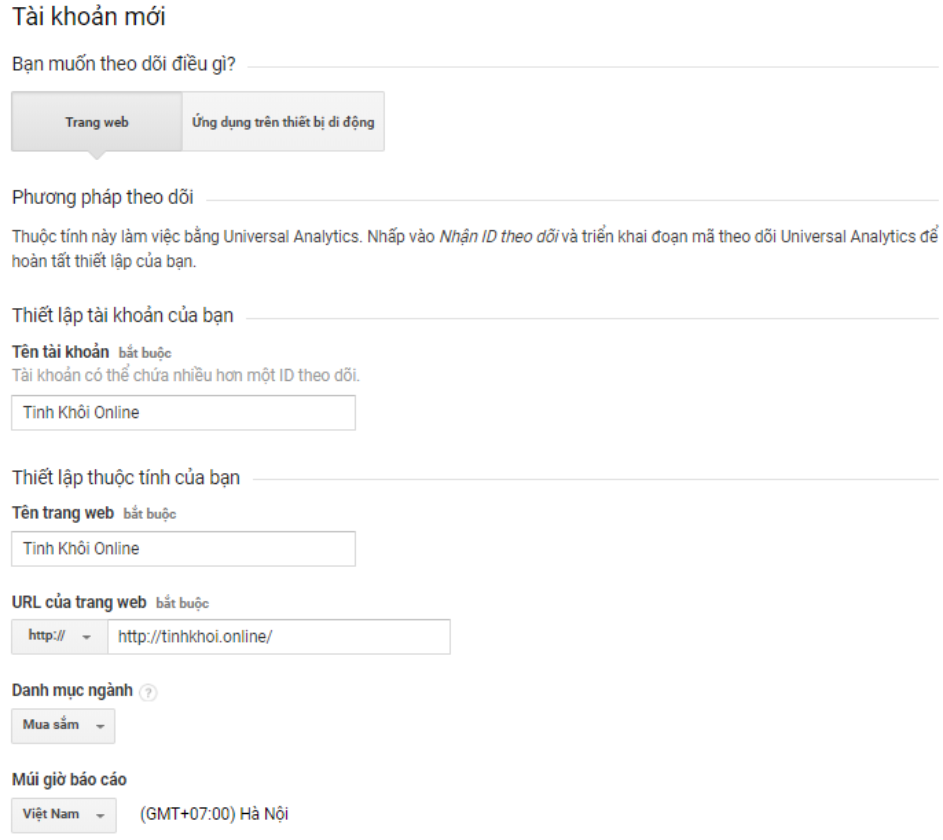 Tài khoản mới
Bạn muốn theo dõi điều gì?
Trang web
Ứng dụng trên thiết bị di động
Phương pháp theo dõi
Thuộc tính này làm việc bằng Universal Analytics. Nhấp vào Nhận ID theo dõi và triển khai đoạn mã theo dõi Universal Analytics để
hoàn tất thiết lập của bạn.
Thiết lập tài khoản của bạn
Tên tài khoản bắt buộc
Tài khoản có thể chứa nhiều hơn một ID theo dõi.
Tinh Khôi Online
Thiết lập thuộc tính của bạn
Tên trang web bắt buộc
Tinh Khôi Online
URL của trang web bắt buộc
http:// http://tinhkhoi.online/
Danh mục ngành ?
Mua sắm
Múi giờ báo cáo
Việt Nam (GMT+07:00) Hà Nội